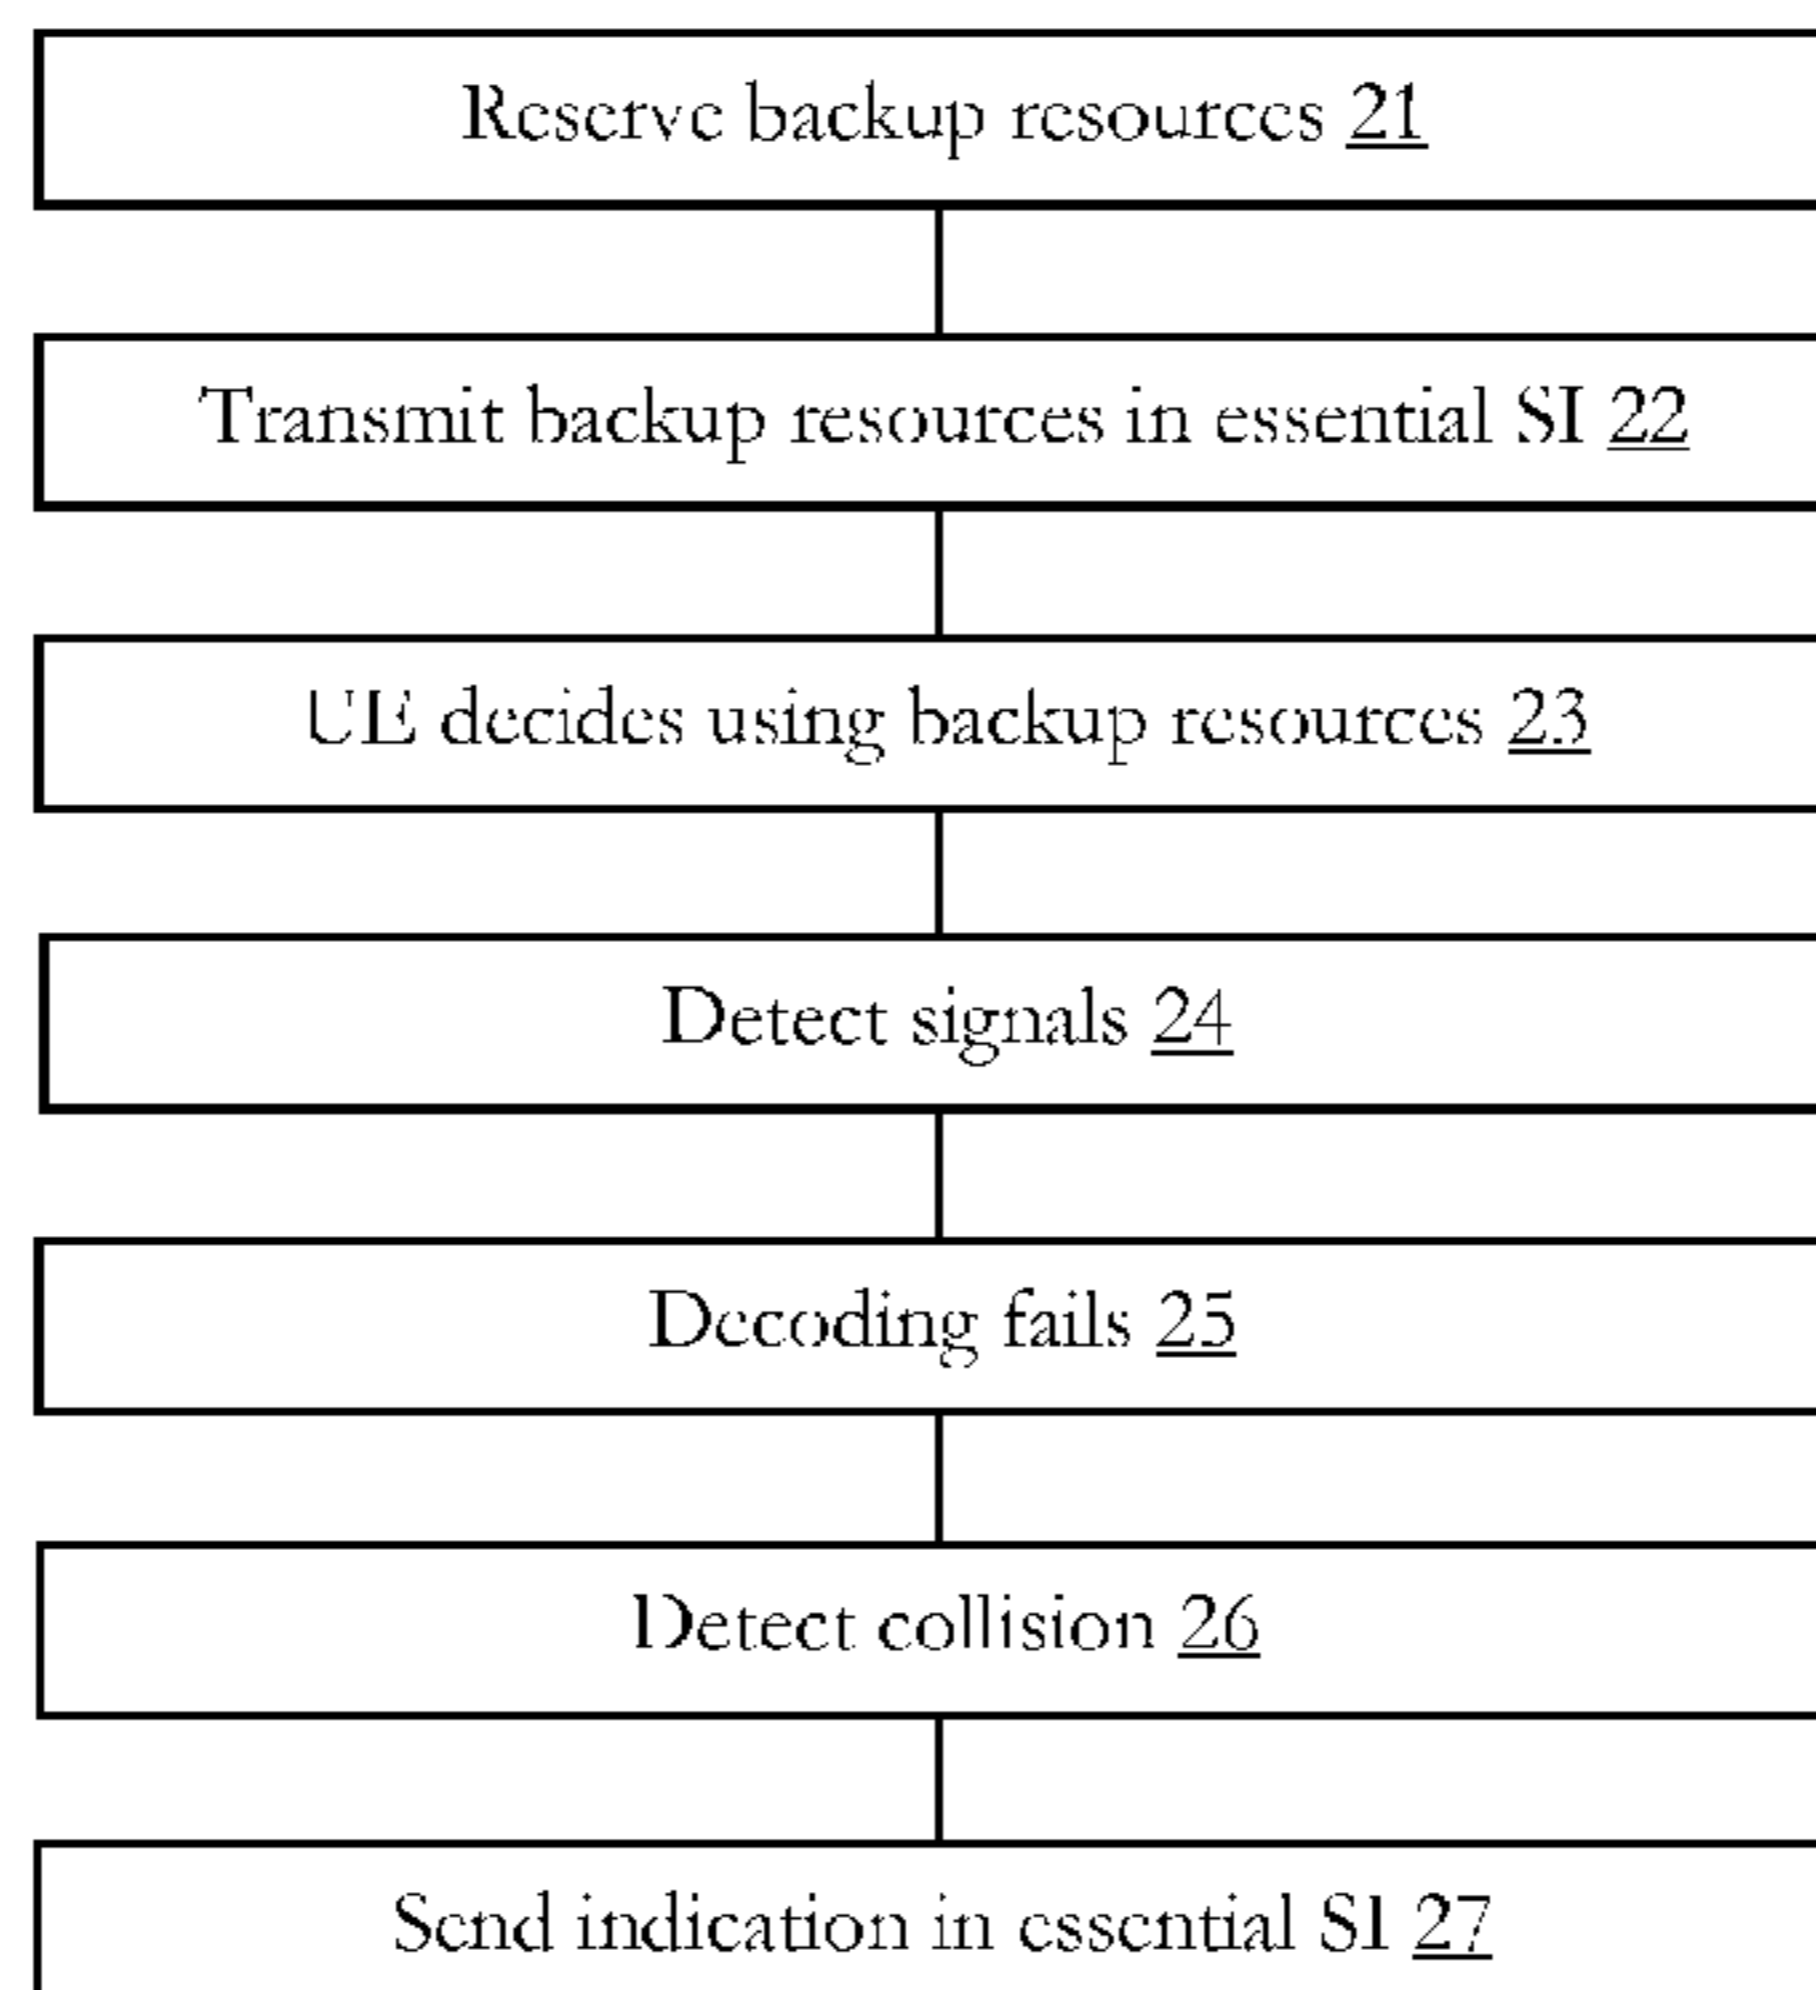 Reserve backup resources 21
Transmit backup resources in essential SI 22
UE decides using backup resources 23
Detect signals 24
Decoding fails 25
Detect collision 26
Send indication in essential SI 27